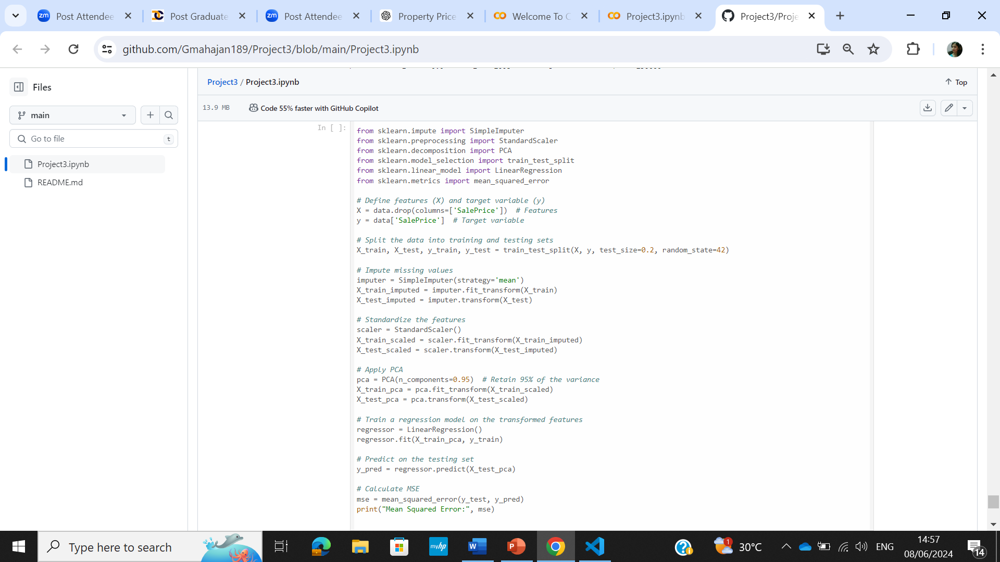 Post Attendee
Post Graduate
Post Attendee
Property Price
Welcome To C
Project3.ipynb
Project3/Proje
github.com/Gmahajan189/Project3/blob/main/Project3.ipynb
Files
Project3 / Project3.ipynb
Top
main
13.9 MB
Code 55% faster with GitHub Copilot
Go to file
t
Project3.ipynb
README.md
In [ ]:
from sklearn.impute import SimpleImputer
from sklearn.preprocessing import StandardScaler
from sklearn.decomposition import PCA
from sklearn.model_selection import train_test_split
from sklearn.linear_model import LinearRegression
from sklearn.metrics import mean_squared_error
# Define features (X) and target variable (y)
X = data.drop(columns=['SalePrice'])  # Features
y = data['SalePrice']  # Target variable
# Split the data into training and testing sets
X_train, X_test, y_train, y_test = train_test_split(X, y, test_size=0.2, random_state=42)
# Impute missing values
imputer = SimpleImputer(strategy='mean')
X_train_imputed = imputer.fit_transform(X_train)
X_test_imputed = imputer.transform(X_test)
# Standardize the features
scaler = StandardScaler()
X_train_scaled = scaler.fit_transform(X_train_imputed)
X_test_scaled = scaler.transform(X_test_imputed)
# Apply PCA
pca = PCA(n_components=0.95)  # Retain 95% of the variance
X_train_pca = pca.fit_transform(X_train_scaled)
X_test_pca = pca.transform(X_test_scaled)
# Train a regression model on the transformed features
regressor = LinearRegression()
regressor.fit(X_train_pca, y_train)
# Predict on the testing set
y_pred = regressor.predict(X_test_pca)
# Calculate MSE
mse = mean_squared_error(y_test, y_pred)
print("Mean Squared Error:", mse)
Type here to search
30°C
ENG
14:57
08/06/2024
14